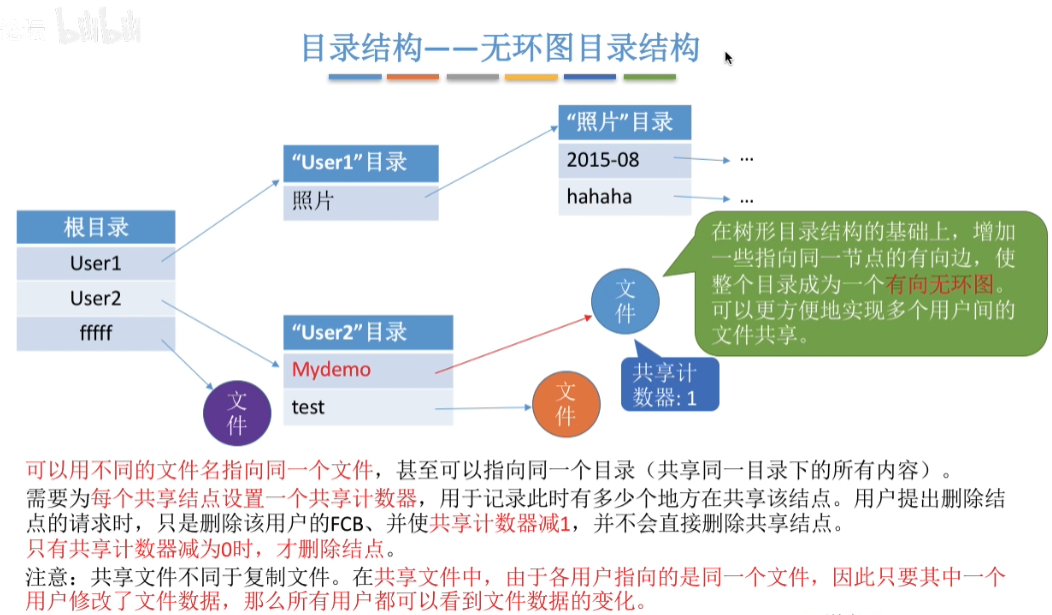 bilibili
目录结构——无环图目录结构
根目录
User1
User2
fffff
“User1”目录
照片
“照片”目录
2015-08
...
hahaha
...
“User2”目录
Mydemo
test
文
件
文
件
文
件
共享计
数器: 1
在树形目录结构的基础上，增加
一些指向同一节点的有向边，使
整个目录成为一个有向无环图。
可以更方便地实现多个用户间的
文件共享。
可以用不同的文件名指向同一个文件，甚至可以指向同一个目录（共享同一目录下的所有内容）。
需要为每个共享结点设置一个共享计数器，用于记录此时有多少个地方在共享该结点。用户提出删除结
点的请求时，只是删除该用户的FCB、并使共享计数器减1，并不会直接删除共享结点。
只有共享计数器减为0时，才删除结点。
注意：共享文件不同于复制文件。在共享文件中，由于各用户指向的是同一个文件，因此只要其中一个
用户修改了文件数据，那么所有用户都可以看到文件数据的变化。